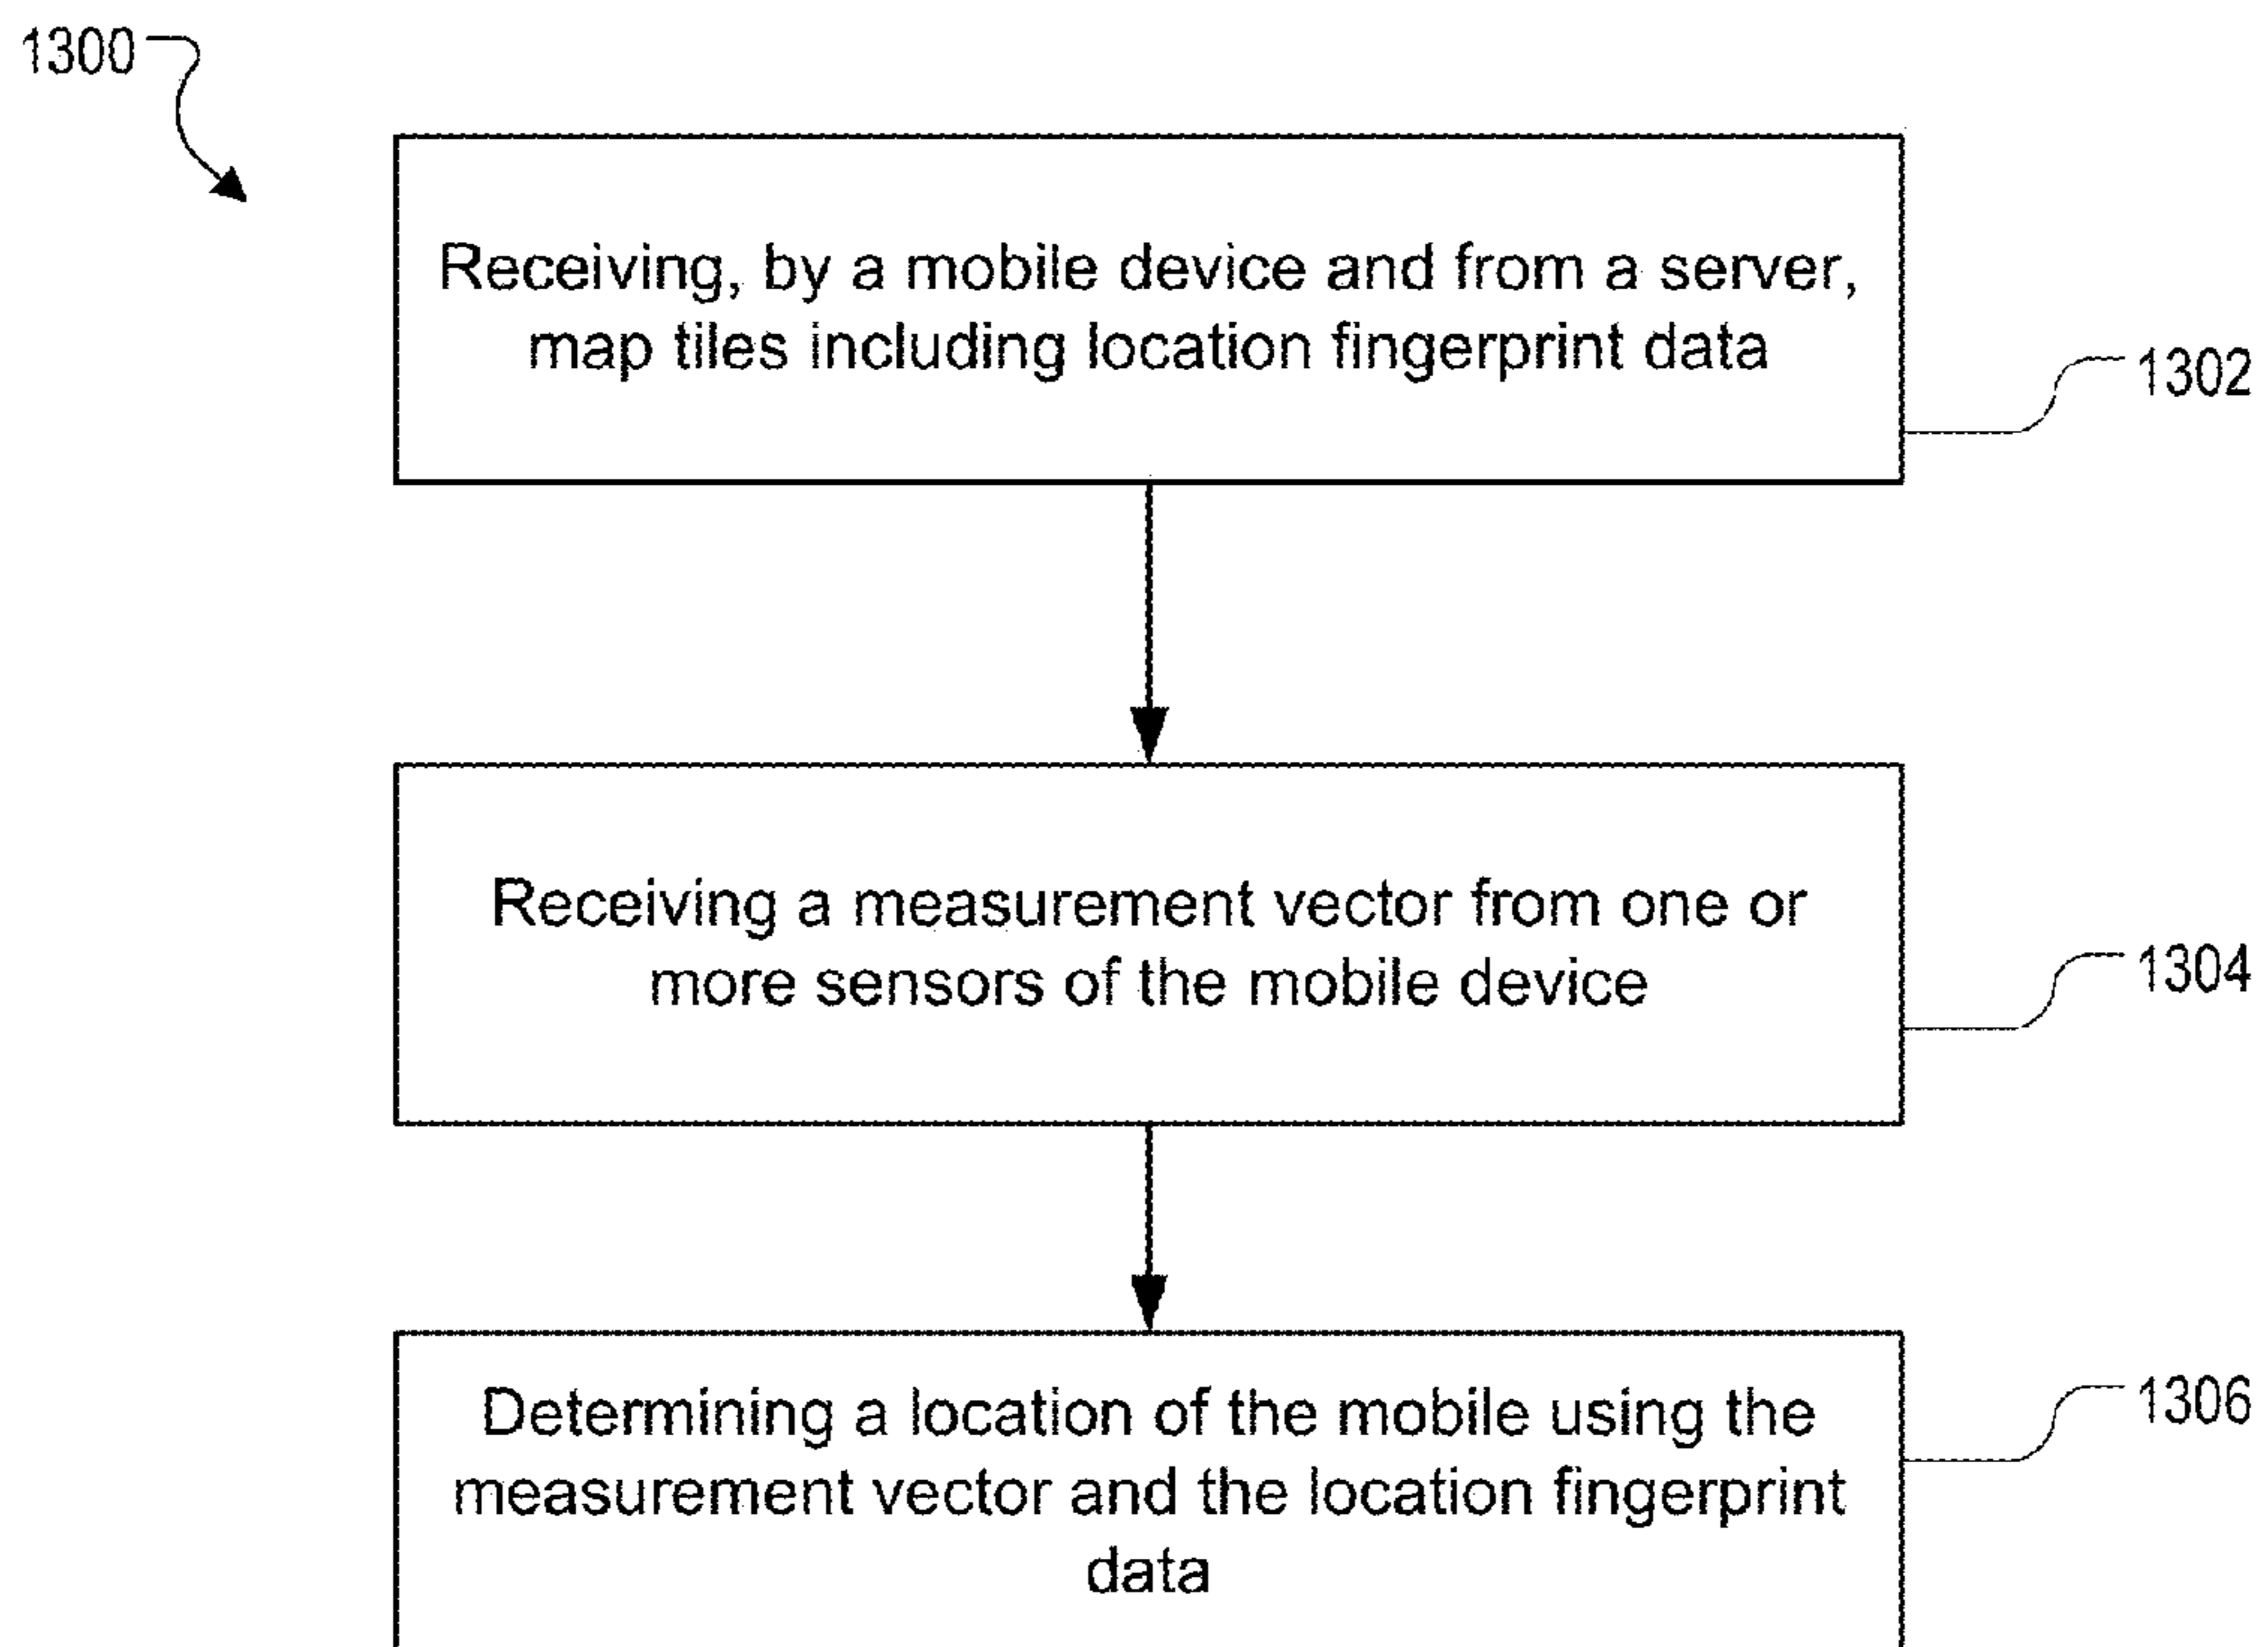 1300
Receiving, by a mobile device and from a server,
map tiles including location fingerprint data
1302
Receiving a measurement vector from one or
more sensors of the mobile device
1304
Determining a location of the mobile using the
measurement vector and the location fingerprint
data
1306